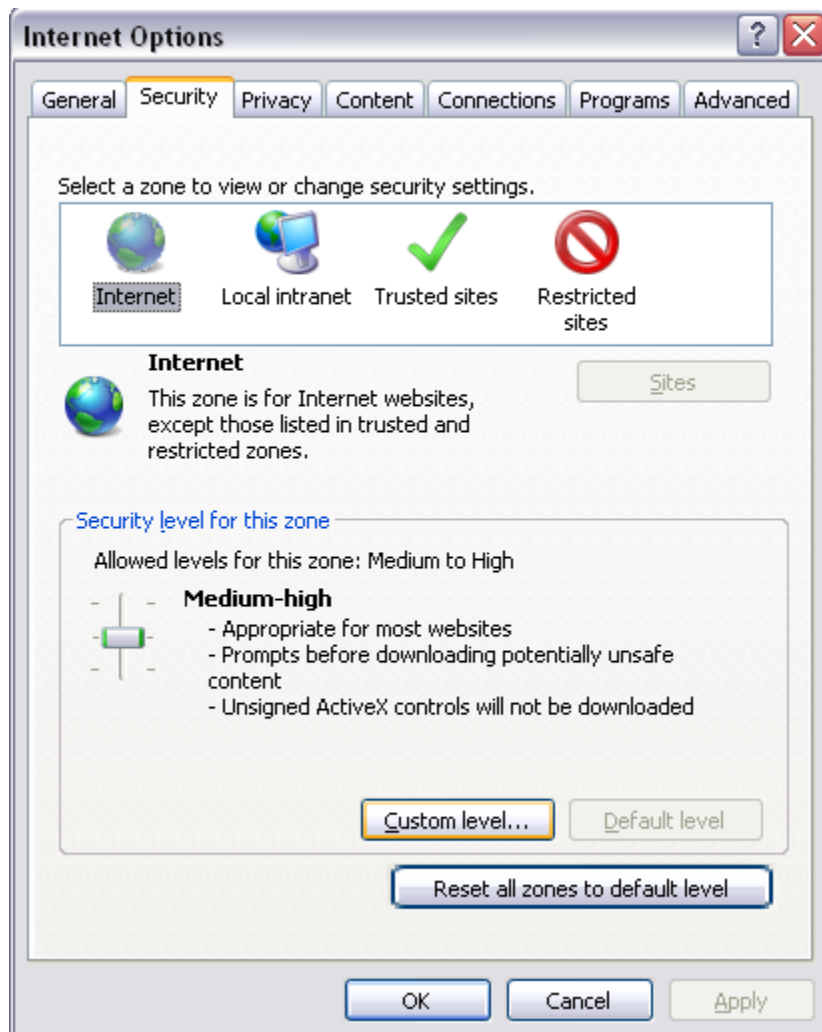 Internet Options
General Security Privacy Content Connections Programs Advanced
Select a zone to view or change security settings.
Internet Local intranet Trusted sites Restricted
sites
Internet
Sites
This zone is for Internet websites,
except those listed in trusted and
restricted zones.
Security level for this zone
Allowed levels for this zone: Medium to High
Medium-high
- Appropriate for most websites
- Prompts before downloading potentially unsafe
content
- Unsigned ActiveX controls will not be downloaded
Custom level... Default level
Reset all zones to default level
OK Cancel Apply